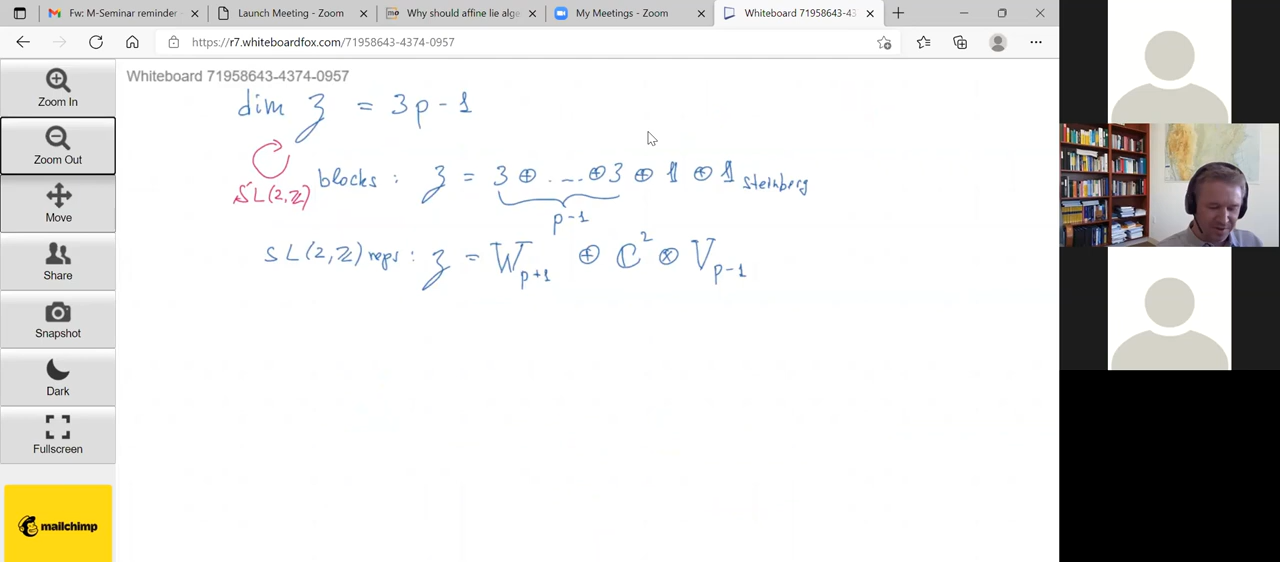 Fw: M-Seminar reminder
Launch Meeting - Zoom
Why should affine lie alge
My Meetings - Zoom
Whiteboard 71958643-43
https://r7.whiteboardfox.com/71958643-4374-0957
Whiteboard 71958643-4374-0957
Zoom In
Zoom Out
Move
Share
Snapshot
Dark
Fullscreen
mailchimp
dim z = 3p - 1
SL(2,ℤ)
blocks : z = 3 ⊕ .... ⊕ 3 ⊕ 1 ⊕ 1 Steinberg
p-1
SL(2,ℤ) reps : z = W_{p+1} ⊕ ℂ² ⊗ V_{p-1}